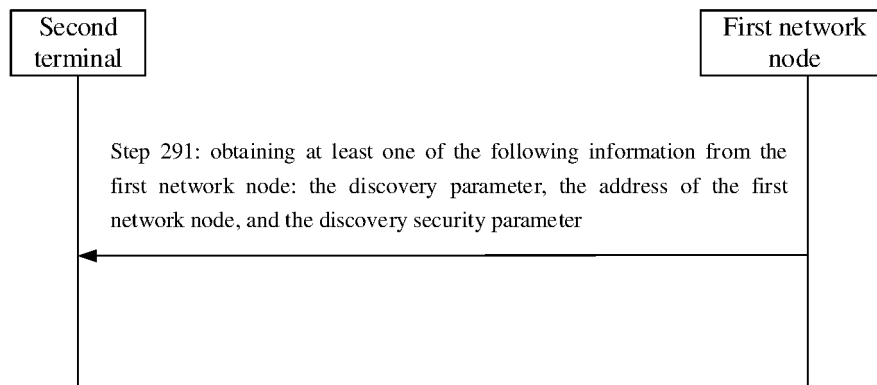 Second
terminal
First network
node
Step 291: obtaining at least one of the following information from the
first network node: the discovery parameter, the address of the first
network node, and the discovery security parameter